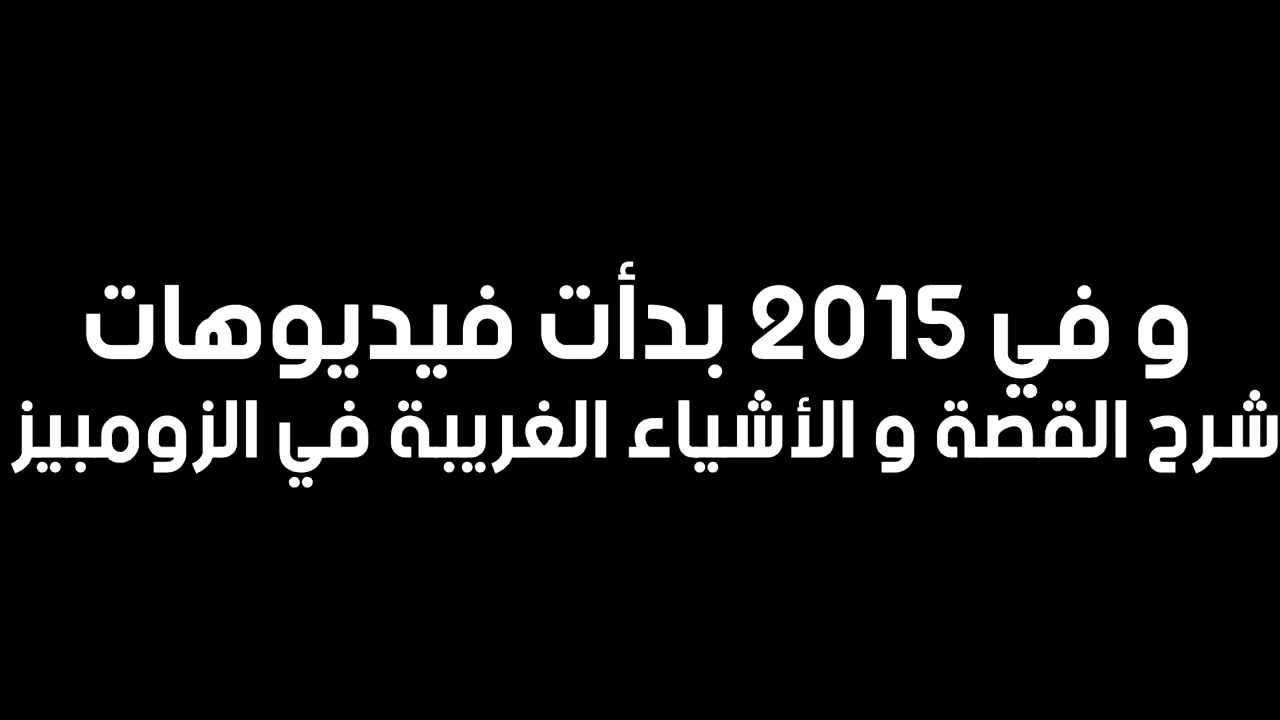 و في 2015 بدأت فيديوهات
شرح القصة و الأشياء الغريبة في الزومبيز